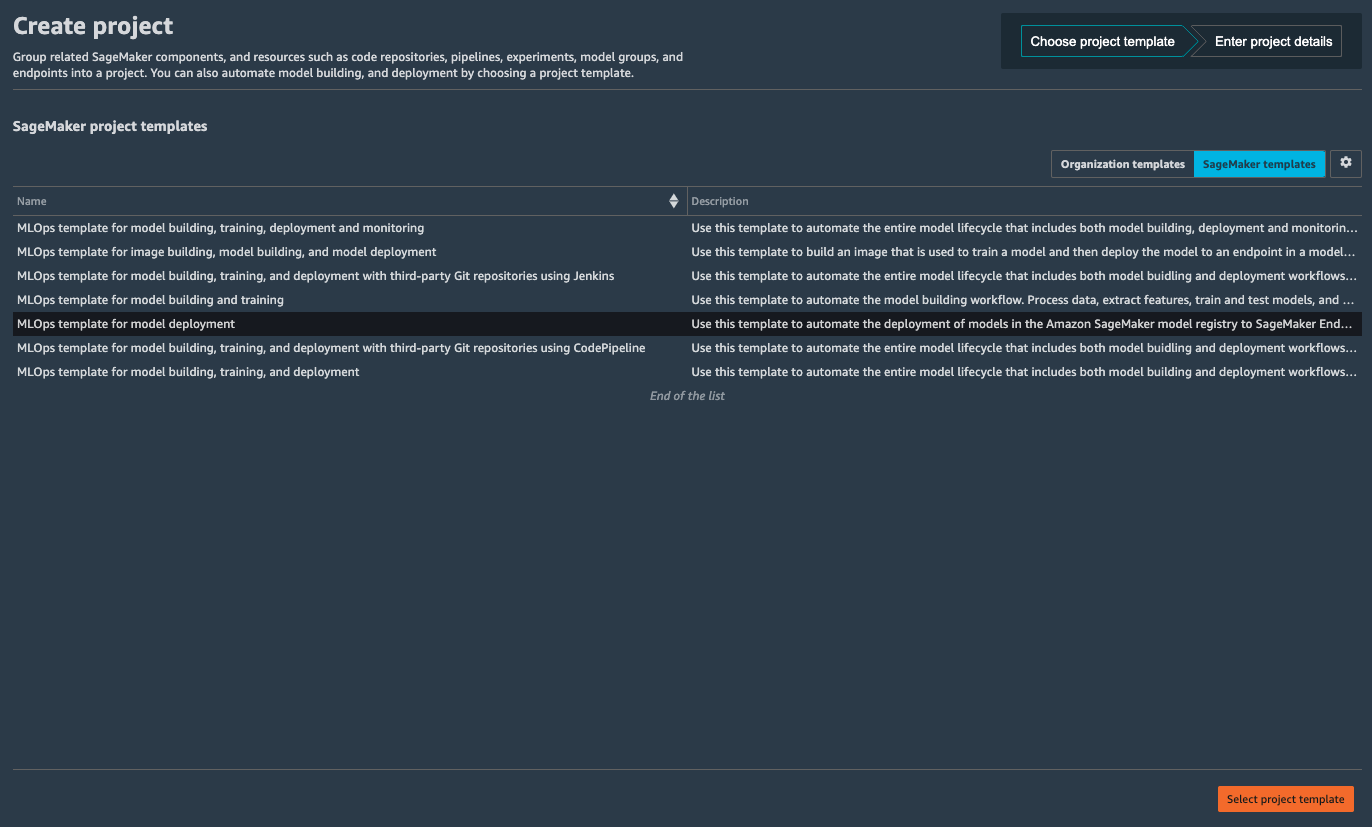 Create project
Choose project template
Enter project details
Group related SageMaker components, and resources such as code repositories, pipelines, experiments, model groups, and
endpoints into a project. You can also automate model building, and deployment by choosing a project template.
SageMaker project templates
Organization templates
SageMaker templates
Name
Description
MLOps template for model building, training, deployment and monitoring
Use this template to automate the entire model lifecycle that includes both model building, deployment and monitorin...
MLOps template for image building, model building, and model deployment
Use this template to build an image that is used to train a model and then deploy the model to an endpoint in a model...
MLOps template for model building, training, and deployment with third-party Git repositories using Jenkins
Use this template to automate the entire model lifecycle that includes both model buidling and deployment workflows...
MLOps template for model building and training
Use this template to automate the model building workflow. Process data, extract features, train and test models, and ...
MLOps template for model deployment
Use this template to automate the deployment of models in the Amazon SageMaker model registry to SageMaker End...
MLOps template for model building, training, and deployment with third-party Git repositories using CodePipeline
Use this template to automate the entire model lifecycle that includes both model buidling and deployment workflows...
MLOps template for model building, training, and deployment
Use this template to automate the entire model lifecycle that includes both model building and deployment workflows...
End of the list
Select project template